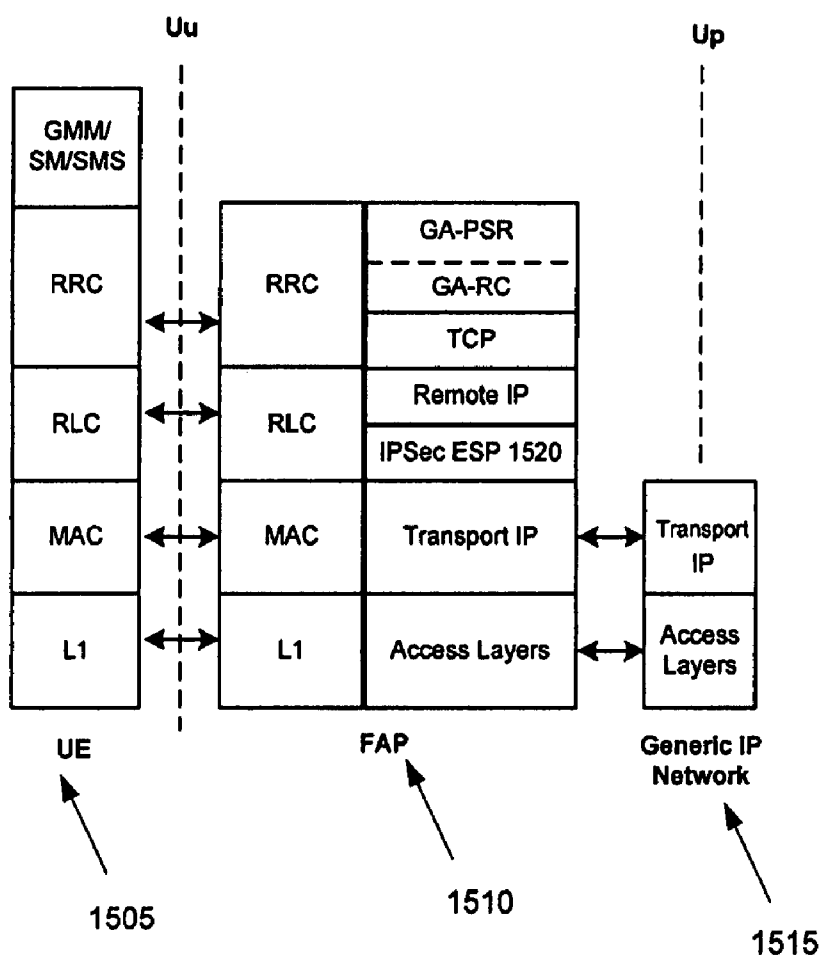 Uu
Up
GMM/
SM/SMS
RRC
RLC
MAC
L1
UE
1505
RRC
RLC
MAC
L1
GA-PSR
GA-RC
TCP
Remote IP
IPSec ESP 1520
Transport IP
Access Layers
FAP
1510
Transport
IP
Access
Layers
Generic IP
Network
1515